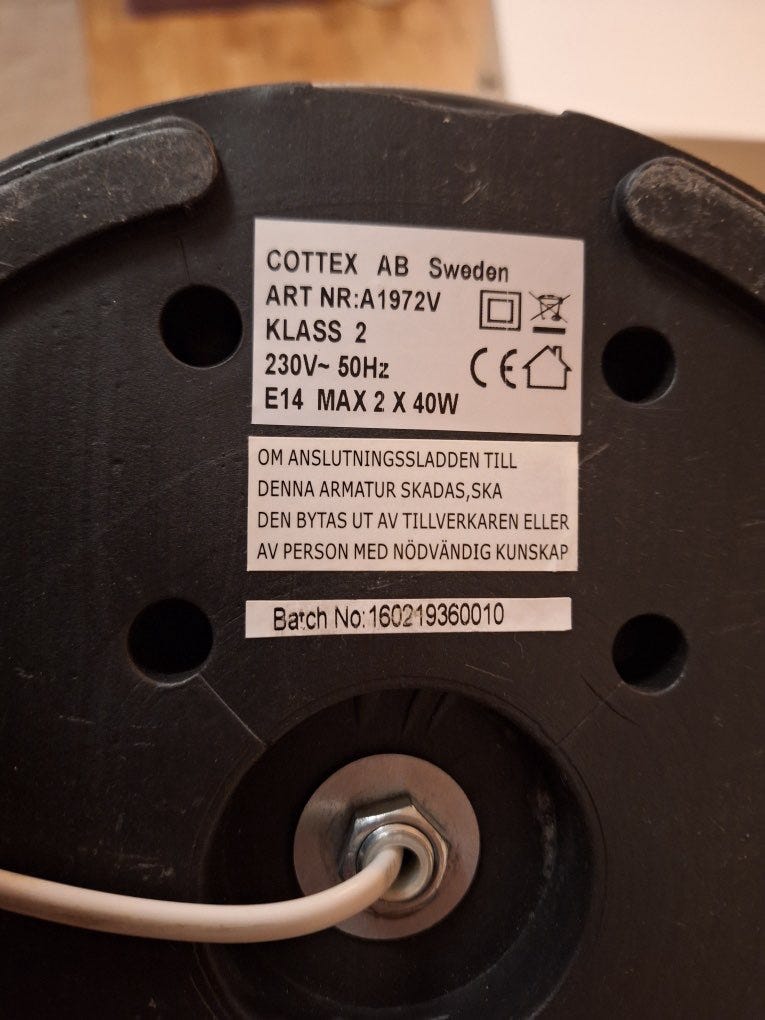 COTTEX AB Sweden
ART NR:A1972V
KLASS 2
230V~ 50Hz
CE
E14 MAX 2 X 40W
OM ANSLUTNINGSSLADDEN TILL
DENNA ARMATUR SKADAS,SKA
DEN BYTAS UT AV TILLVERKAREN ELLER
AV PERSON MED NÖDVÄNDIG KUNSKAP
Batch No:160219360010